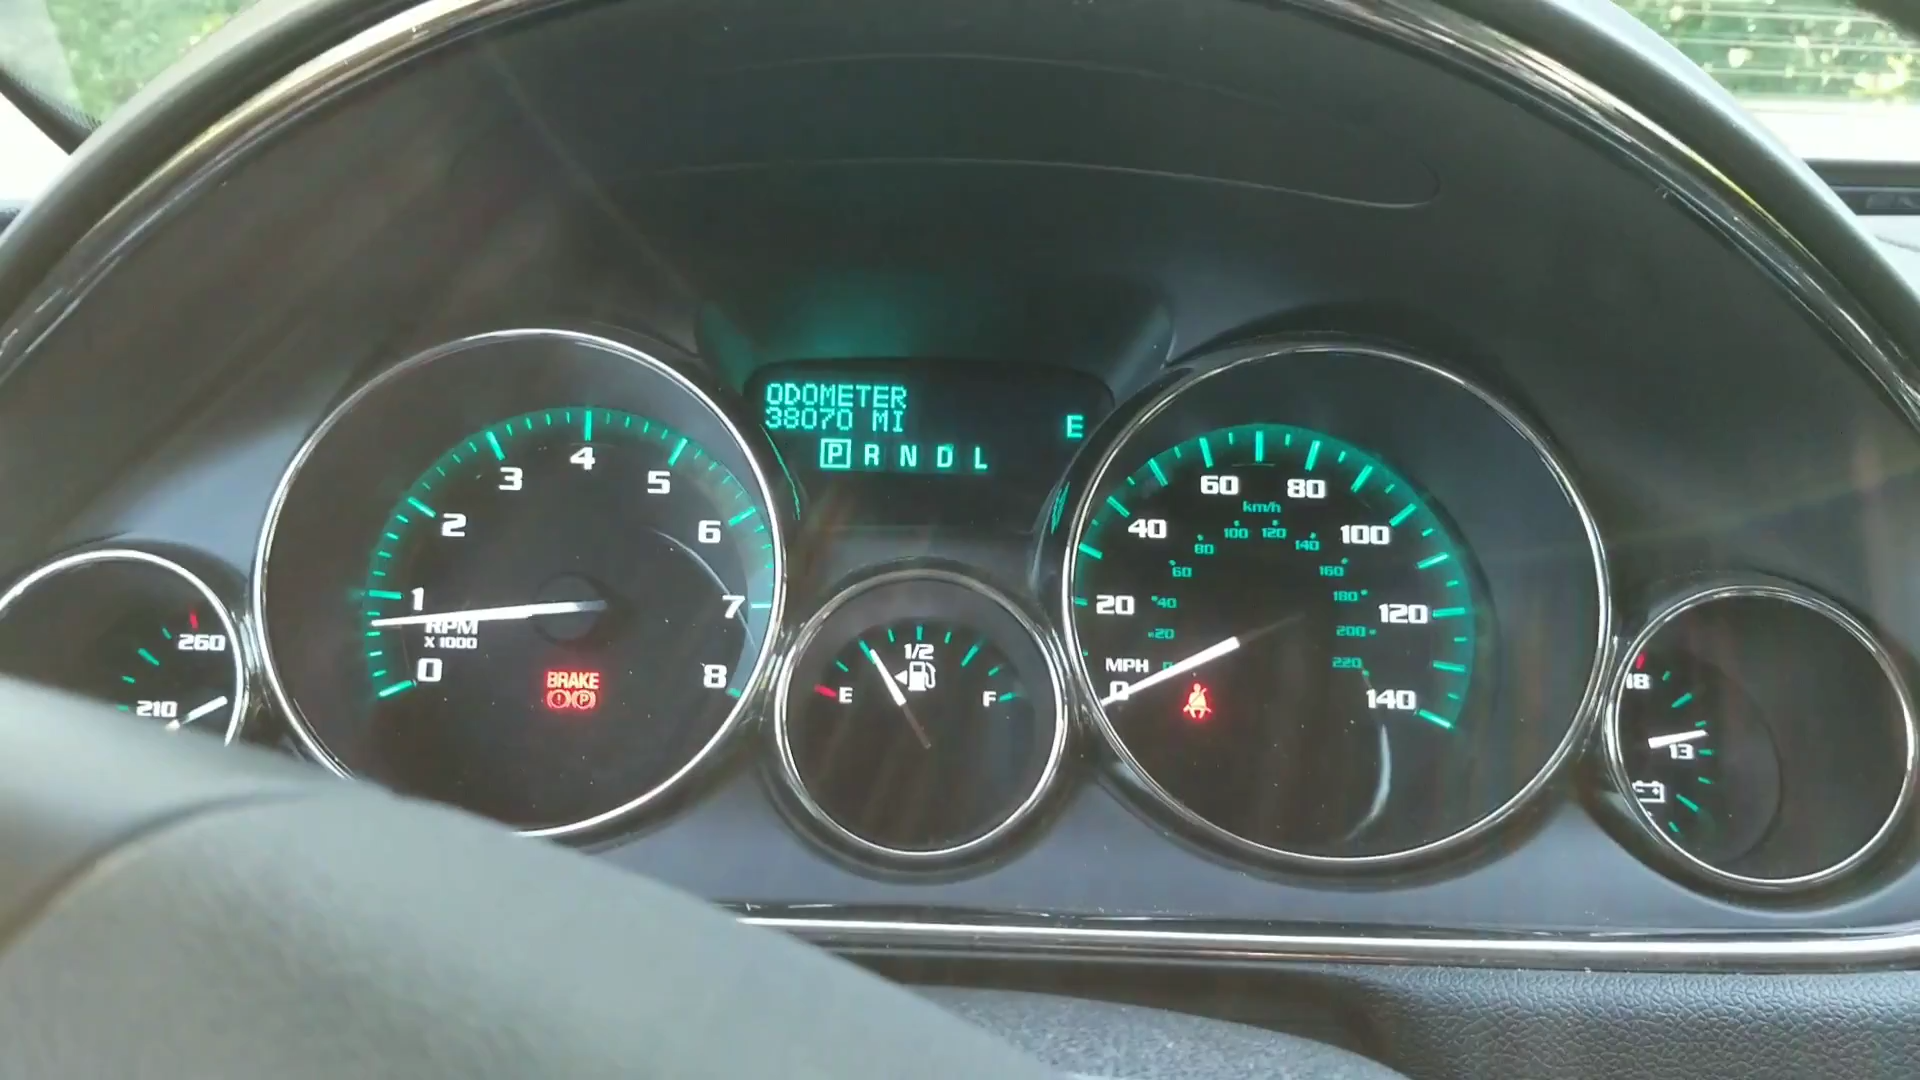 ODOMETER
38070 MI
E
P R N D L
260
210
0 1 2 3 4 5 6 7 8
RPM
X 1000
BRAKE
P
E 1/2 F
0 20 40 60 80 100 120 140
MPH
km/h
0 20 40 60 80 100 120 140 160 180 200 220
18
13